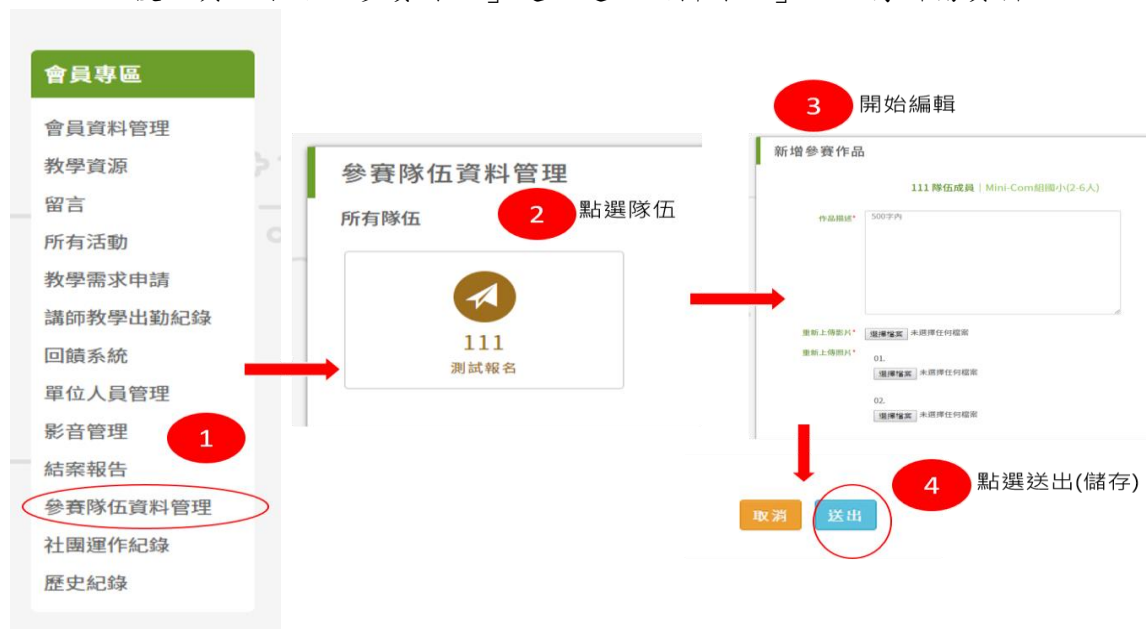 會員專區
會員資料管理
教學資源
留言
所有活動
教學需求申請
講師教學出勤紀錄
回饋系統
單位人員管理
影音管理
1
結案報告
參賽隊伍資料管理
社團運作紀錄
歷史紀錄
參賽隊伍資料管理
所有隊伍
2 點選隊伍
111
測試報名
3 開始編輯
新增參賽作品
111 隊伍成員 | Mini-Com組國小(2-6人)
作品描述*
500字內
重新上傳影片* 選擇檔案 未選擇任何檔案
重新上傳照片*
01.
選擇檔案 未選擇任何檔案
02.
選擇檔案 未選擇任何檔案
4 點選送出(儲存)
取消 送出